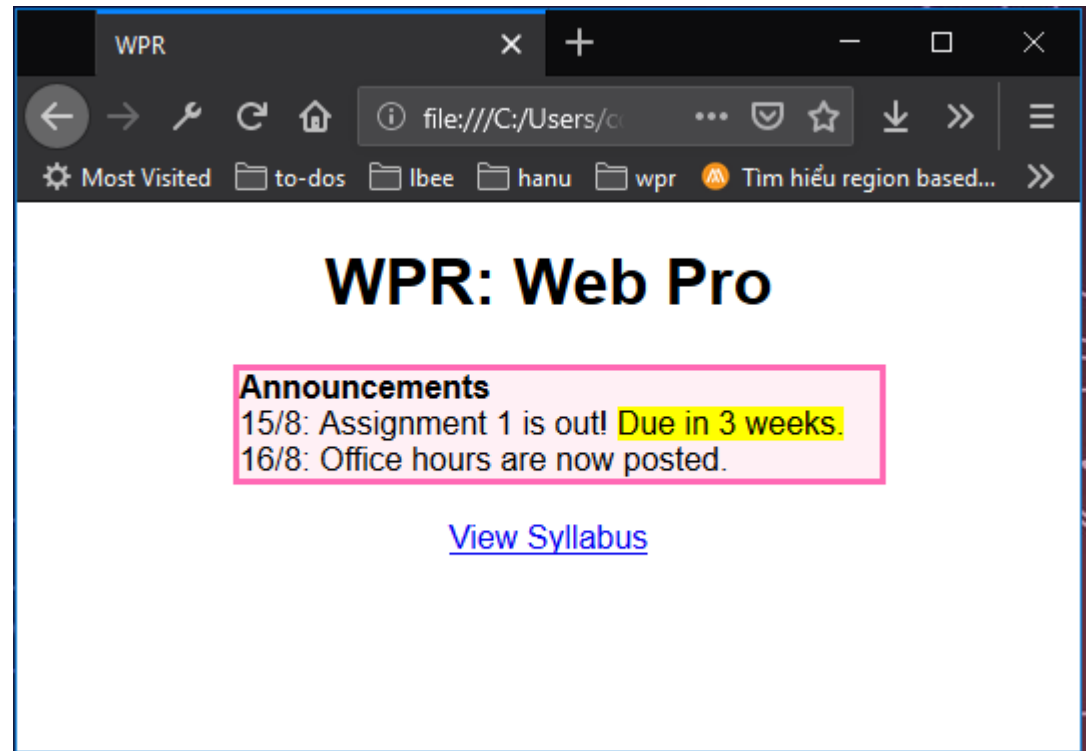 WPR
file:///C:/Users/
Most Visited to-dos lbee hanu wpr Tìm hiểu region based...
WPR: Web Pro
Announcements
15/8: Assignment 1 is out! Due in 3 weeks.
16/8: Office hours are now posted.
View Syllabus